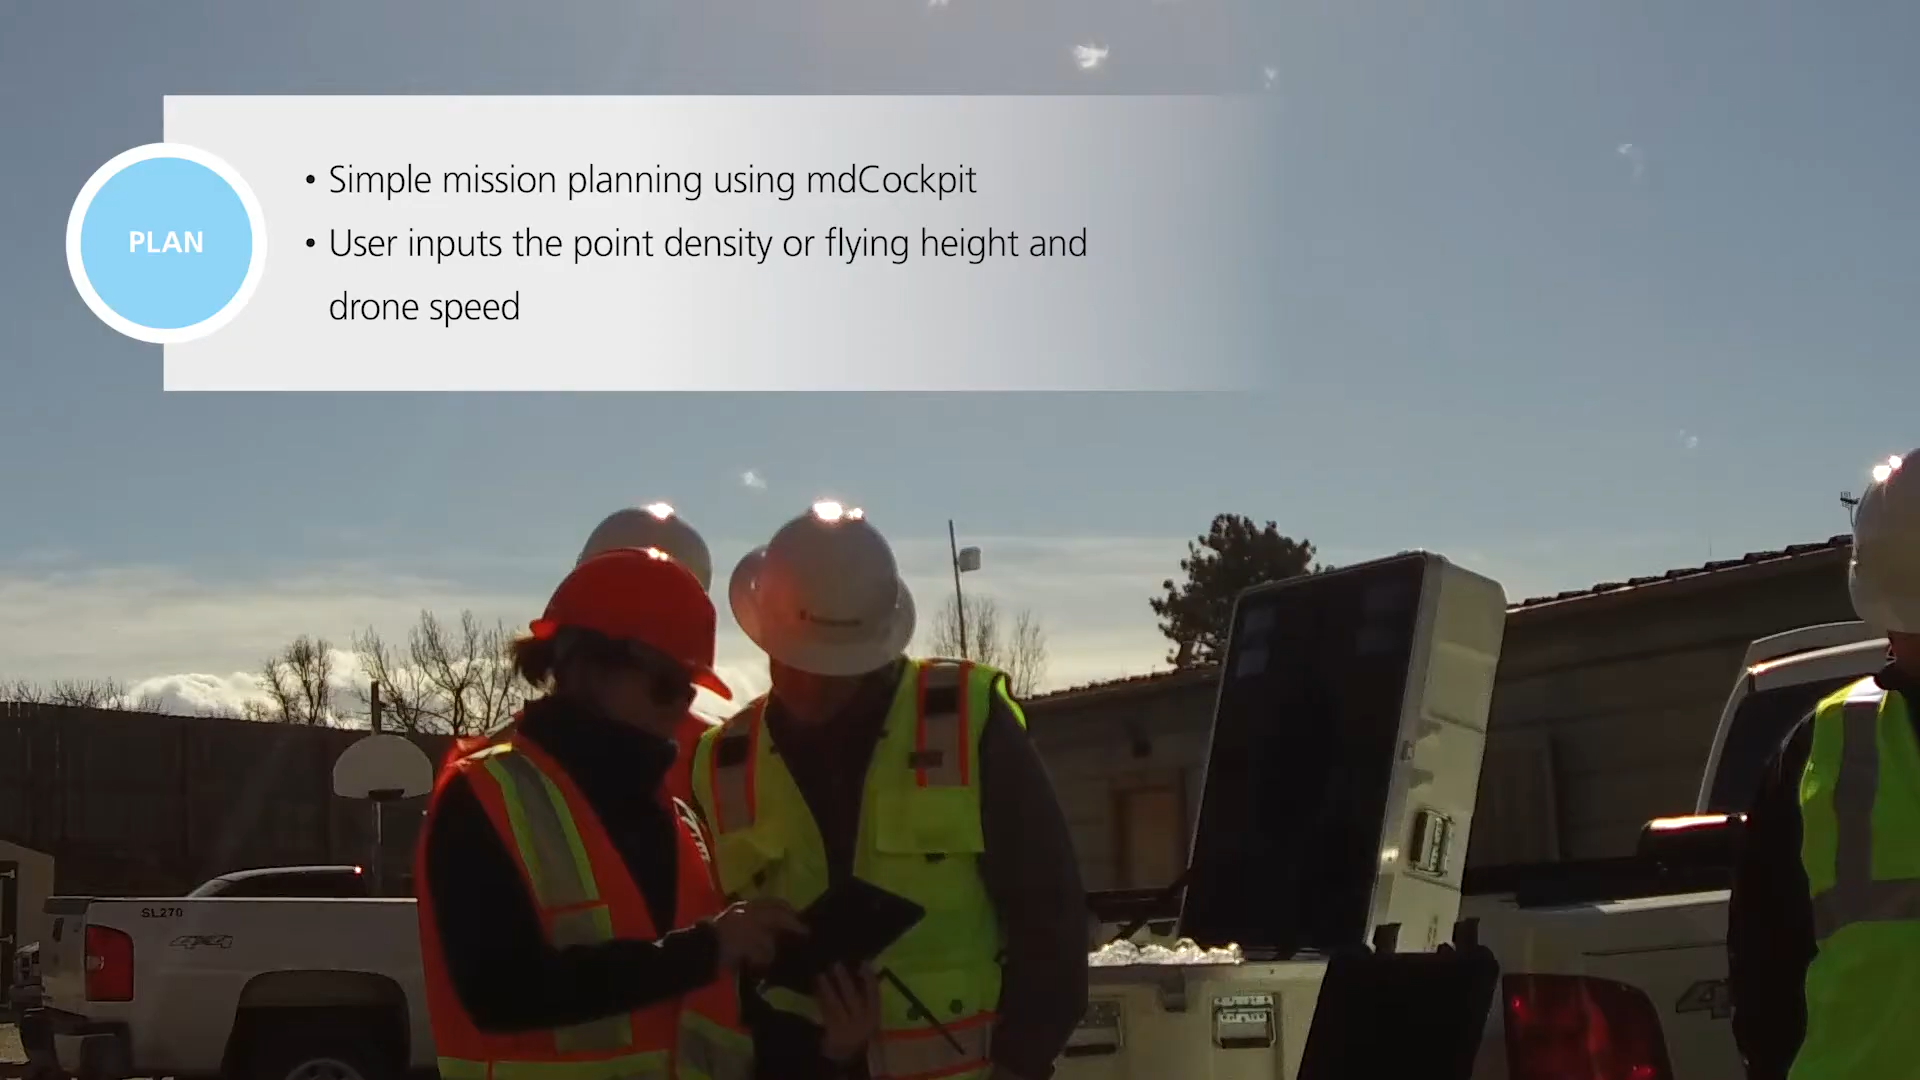 PLAN
• Simple mission planning using mdCockpit
• User inputs the point density or flying height and
drone speed
SL270
4x4